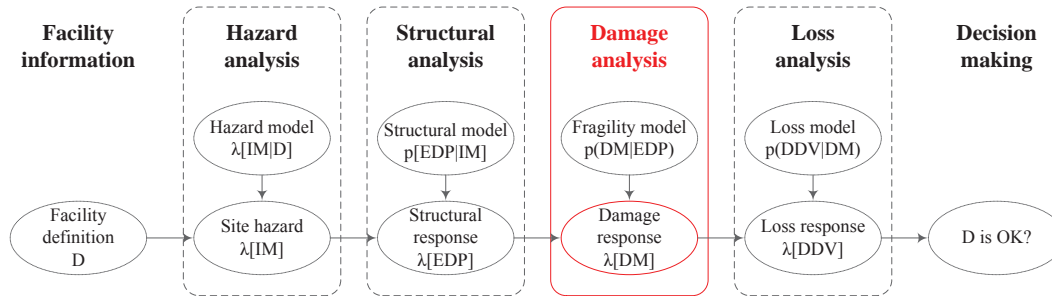 Facility
information
Hazard
analysis
Structural
analysis
Damage
analysis
Loss
analysis
Decision
making
Hazard model
λ[IM|D]
Structural model
p[EDP|IM]
Fragility model
p(DM|EDP)
Loss model
p(DDV|DM)
Facility
definition
D
Site hazard
λ[IM]
Structural
response
λ[EDP]
Damage
response
λ[DM]
Loss response
λ[DDV]
D is OK?